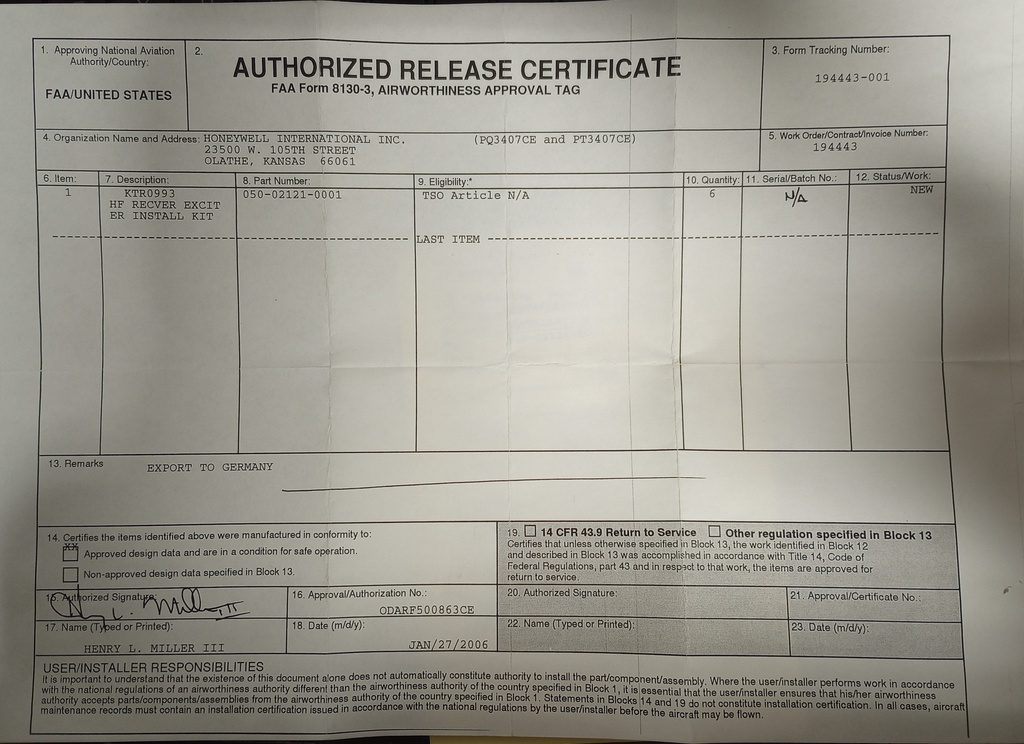 1. Approving National Aviation
Authority/Country:
FAA/UNITED STATES
2.
AUTHORIZED RELEASE CERTIFICATE
FAA Form 8130-3, AIRWORTHINESS APPROVAL TAG
3. Form Tracking Number:
194443-001
4. Organization Name and Address: HONEYWELL INTERNATIONAL INC. (PQ3407CE and PT3407CE)
23500 W. 105TH STREET
OLATHE, KANSAS 66061
5. Work Order/Contract/Invoice Number:
194443
6. Item: 7. Description: 8. Part Number: 9. Eligibility:* 10. Quantity: 11. Serial/Batch No.: 12. Status/Work:
1 KTR0993 050-02121-0001 TSO Article N/A 6 N/A NEW
HF RECVER EXCIT
ER INSTALL KIT
LAST ITEM
13. Remarks EXPORT TO GERMANY
14. Certifies the items identified above were manufactured in conformity to:
XX Approved design data and are in a condition for safe operation.
Non-approved design data specified in Block 13.
19. 14 CFR 43.9 Return to Service Other regulation specified in Block 13
Certifies that unless otherwise specified in Block 13, the work identified in Block 12
and described in Block 13 was accomplished in accordance with Title 14, Code of
Federal Regulations, part 43 and in respect to that work, the items are approved for
return to service.
15. Authorized Signature:
16. Approval/Authorization No.:
ODARF500863CE
20. Authorized Signature:
21. Approval/Certificate No.:
17. Name (Typed or Printed):
HENRY L. MILLER III
18. Date (m/d/y):
JAN/27/2006
22. Name (Typed or Printed):
23. Date (m/d/y):
USER/INSTALLER RESPONSIBILITIES
It is important to understand that the existence of this document alone does not automatically constitute authority to install the part/component/assembly. Where the user/installer performs work in accordance
with the national regulations of an airworthiness authority different than the airworthiness authority of the country specified in Block 1, it is essential that the user/installer ensures that his/her airworthiness
authority accepts parts/components/assemblies from the airworthiness authority of the country specified in Block 1. Statements in Blocks 14 and 19 do not constitute installation certification. In all cases, aircraft
maintenance records must contain an installation certification issued in accordance with the national regulations by the user/installer before the aircraft may be flown.